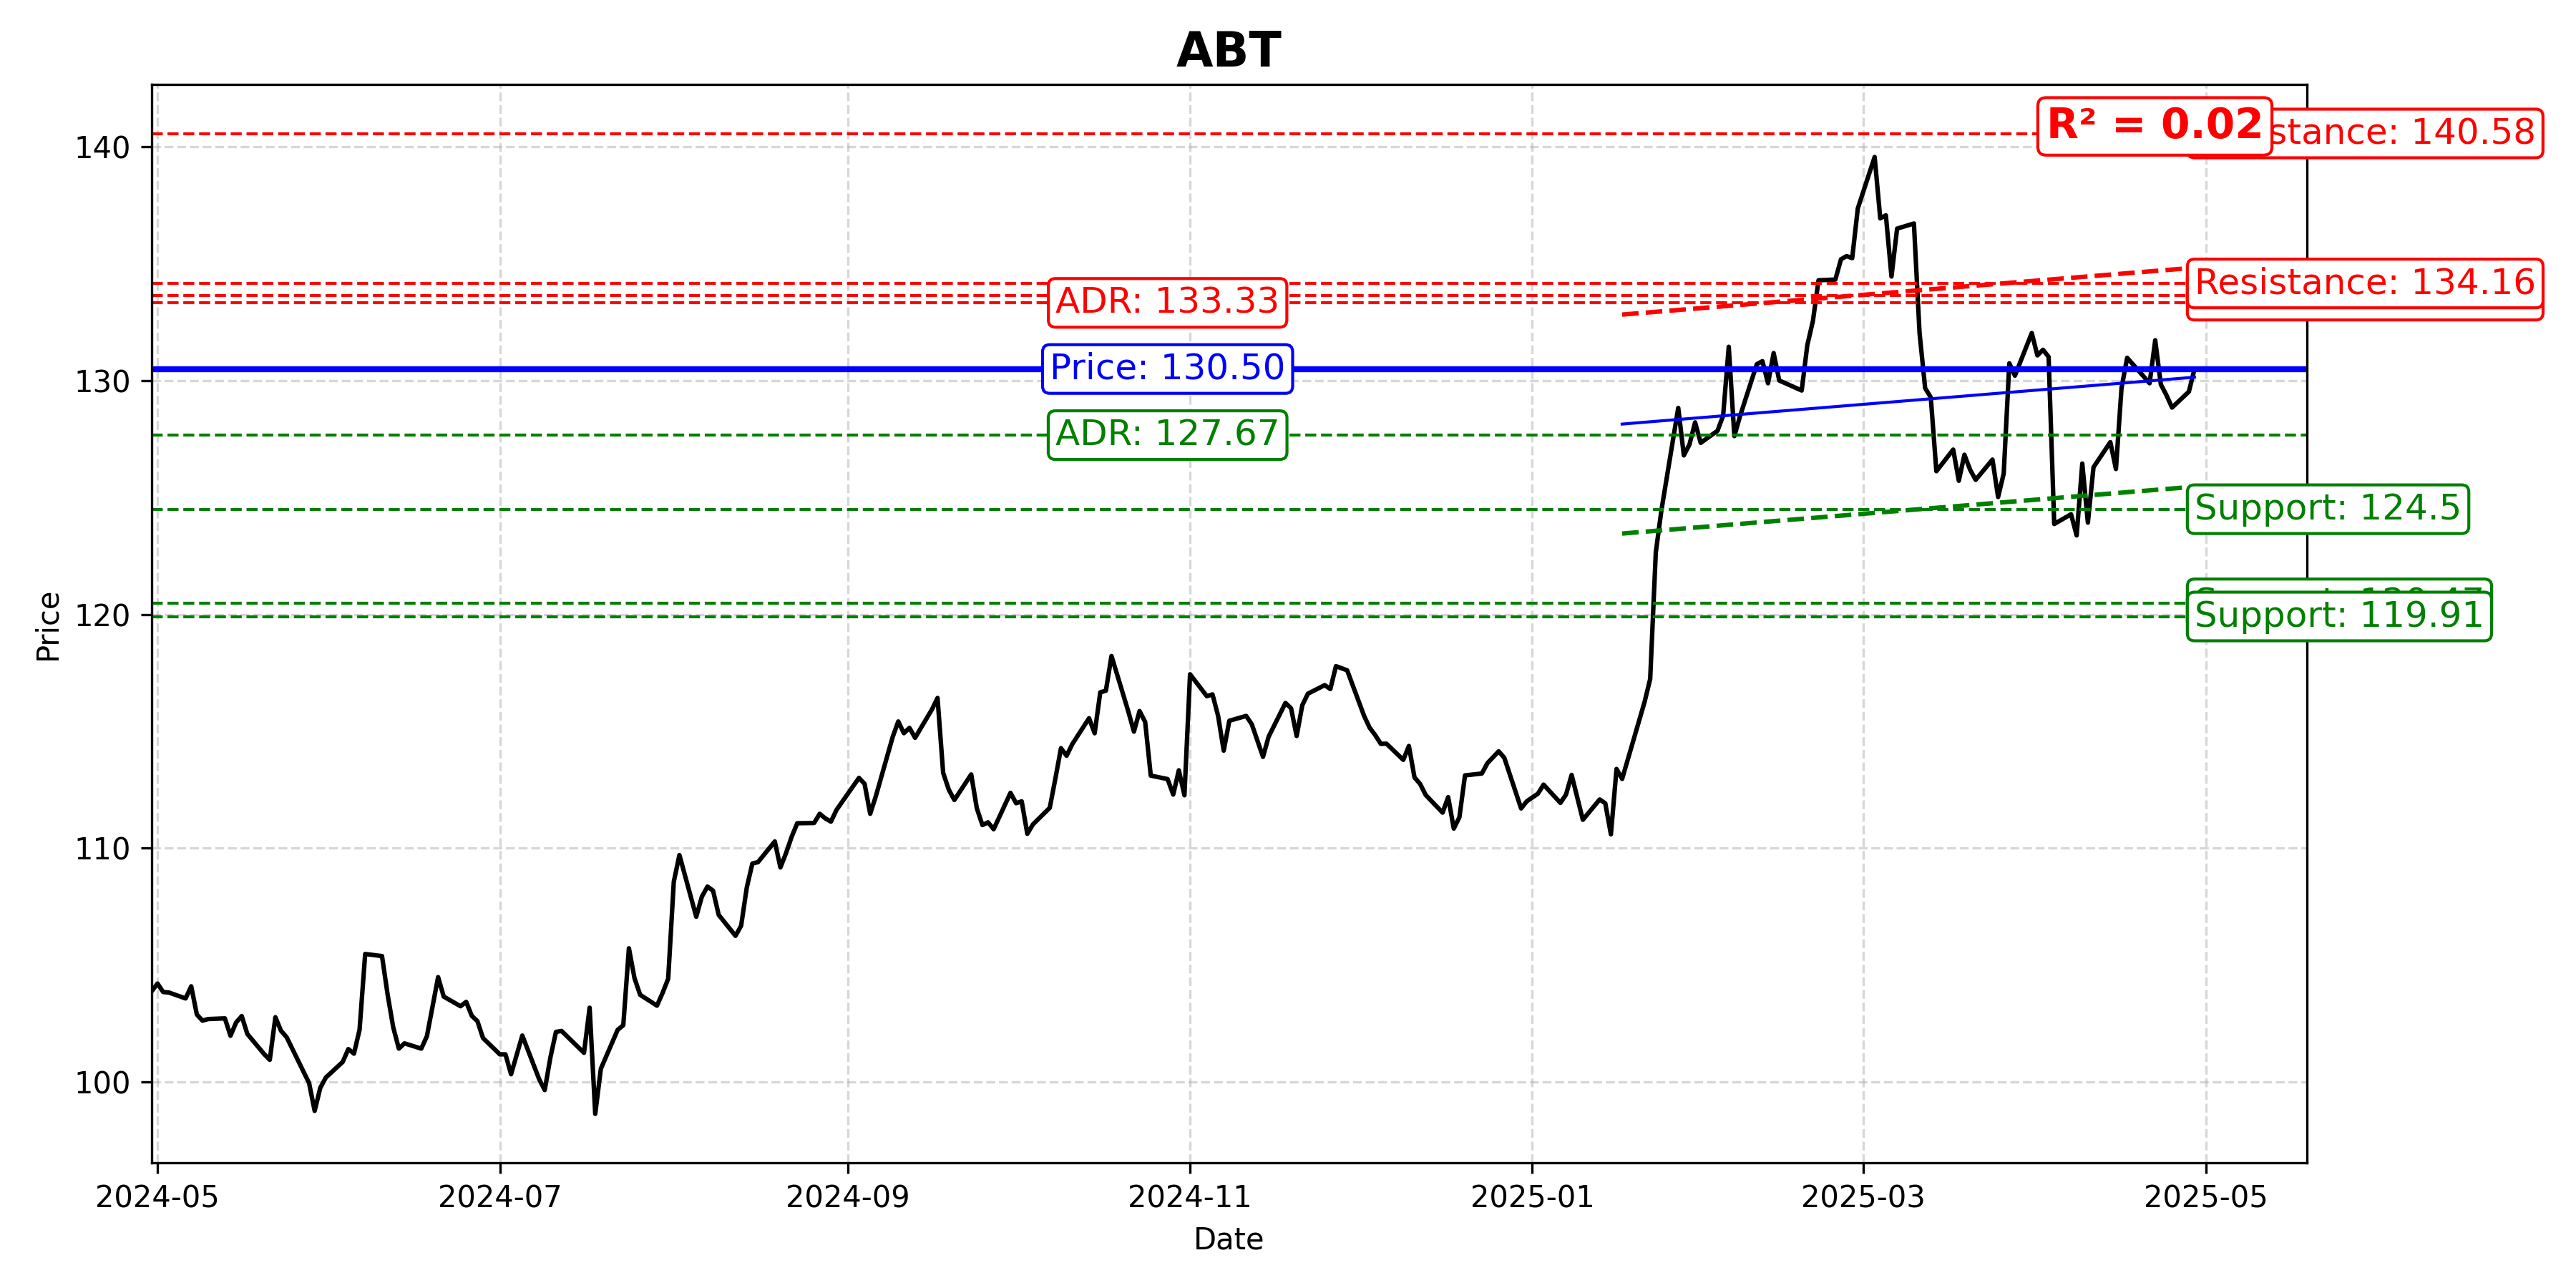 ABT
R² = 0.02
stance: 140.58
140
Resistance: 134.16
ADR: 133.33
Price: 130.50
130
ADR: 127.67
Support: 124.5
Support: 119.91
120
Price
110
100
2024-05 2024-07 2024-09 2024-11 2025-01 2025-03 2025-05
Date